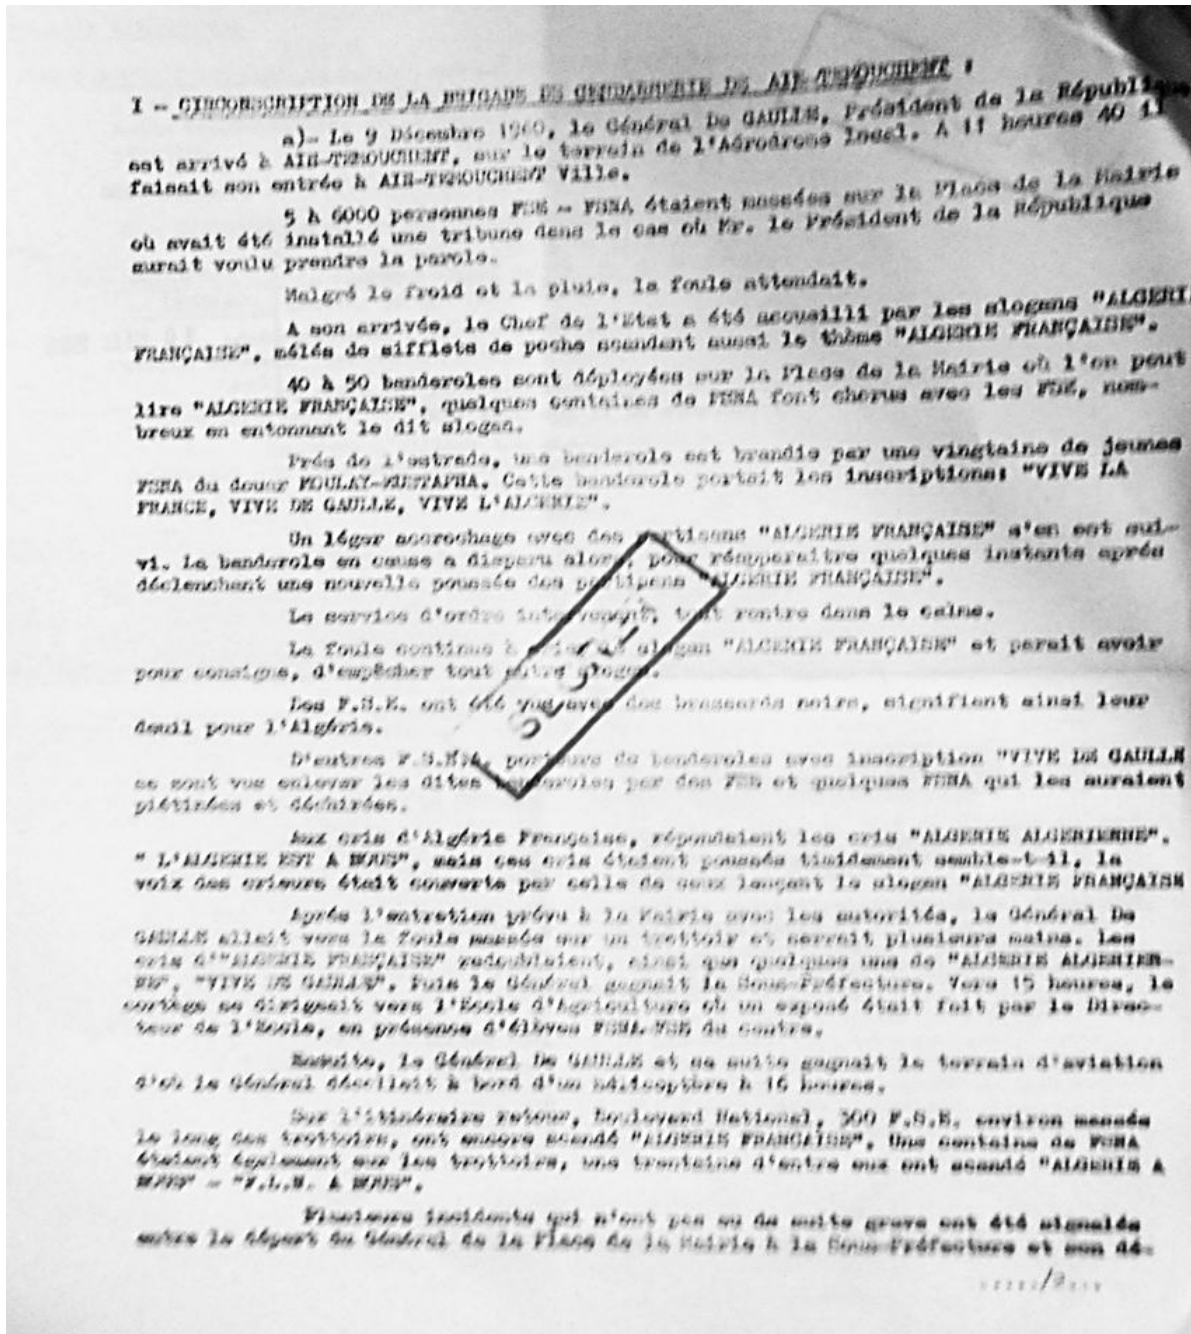 I - CIRCONSCRIPTION DE LA BRIGADE DE GENDARMERIE DE AIN-TEMOUCHENT :
a)- Le 9 Décembre 1960, le Général De GAULLE, Président de la République
est arrivé à AIN-TEMOUCHENT, sur le terrain de l'Aérodrome local. A 11 heures 40 il
faisait son entrée à AIN-TEMOUCHENT Ville.
5 à 6000 personnes FSE - FSNA étaient massées sur la Place de la Mairie
où avait été installé une tribune dans le cas où Mr. le Président de la République
aurait voulu prendre la parole.
Malgré le froid et la pluie, la foule attendait.
A son arrivée, le Chef de l'Etat a été accueilli par les slogans "ALGERIE
FRANÇAISE", mêlés de sifflets de poche scandant aussi le thème "ALGERIE FRANÇAISE".
40 à 50 banderoles sont déployées sur la Place de la Mairie où l'on peut
lire "ALGERIE FRANÇAISE", quelques centaines de FSNA font chorus avec les FSE, nom-
breux en entonnant le dit slogan.
Prés de l'estrade, une banderole est brandie par une vingtaine de jeunes
FSNA du douar MOULAY-MUSTAPHA. Cette banderole portait les inscriptions: "VIVE LA
FRANCE, VIVE DE GAULLE, VIVE L'ALGERIE".
Un léger accrochage avec des partisans "ALGERIE FRANÇAISE" s'en est sui-
vi. La banderole en cause a disparu alors, pour réapparaitre quelques instants aprés
déclenchant une nouvelle poussée des partisans "ALGERIE FRANÇAISE".
Le service d'ordre intervenant, tout rentre dans le calme.
La foule continue à crier le slogan "ALGERIE FRANÇAISE" et parait avoir
pour consigne, d'empêcher tout autre slogan.
Des F.S.E. ont été vus avec des brassards noirs, signifiant ainsi leur
deuil pour l'Algérie.
D'autres F.S.N.A. porteurs de banderoles avec inscription "VIVE DE GAULLE
se sont vus enlever les dites banderoles par des FSE et quelques FSNA qui les auraient
piétinées et déchirées.
Aux cris d'Algérie Française, répondaient les cris "ALGERIE ALGERIENNE".
" L'ALGERIE EST A NOUS", mais ces cris étaient poussés timidement semble-t-il, la
voix des crieurs était couverte par celle de ceux lançant le slogan "ALGERIE FRANÇAISE
Aprés l'entretien prévu à la Mairie avec les autorités, le Général De
GAULLE allait vers la foule massée sur un trottoir et serrait plusieurs mains. Les
cris d'"ALGERIE FRANÇAISE" redoublaient, ainsi que quelques uns de "ALGERIE ALGERIEN-
NE", "VIVE DE GAULLE". Puis le Général gagnait la Sous-Préfecture. Vers 15 heures, le
cortège se dirigeait vers l'Ecole d'Agriculture où un exposé était fait par le Direc-
teur de l'Ecole, en présence d'élèves FSNA-FSE du centre.
Ensuite, le Général De GAULLE et sa suite gagnait le terrain d'aviation
d'où le Général décollait à bord d'un hélicoptère à 16 heures.
Sur l'itinéraire retour, Boulevard National, 300 F.S.E. environ massés
le long des trottoirs, ont encore scandé "ALGERIE FRANÇAISE". Une centaine de FSNA
étaient également sur les trottoirs, une trentaine d'entre eux ont scandé "ALGERIE A
NOUS" - "F.L.N. A NOUS".
Plusieurs incidents qui n'ont pas eu de suite grave ont été signalés
entre le départ du Général de la Place de la Mairie à la Sous-Préfecture et son dé-